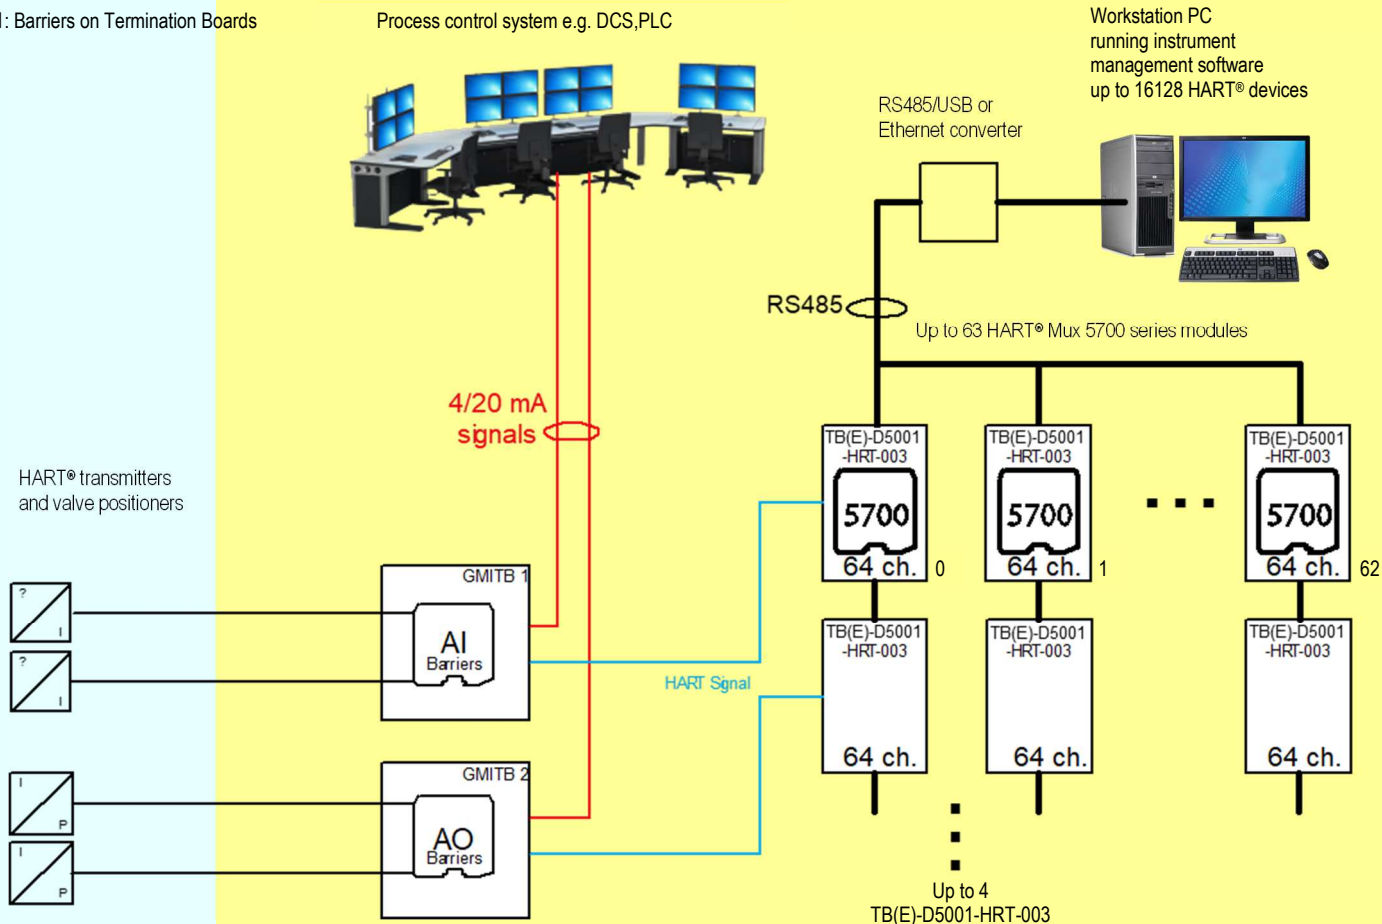 1: Barriers on Termination Boards
Process control system e.g. DCS,PLC
Workstation PC
running instrument
management software
up to 16128 HART® devices
RS485/USB or
Ethernet converter
RS485
Up to 63 HART® Mux 5700 series modules
4/20 mA
signals
HART® transmitters
and valve positioners
TB(E)-D5001
-HRT-003
5700
64 ch.
0
TB(E)-D5001
-HRT-003
5700
64 ch.
1
TB(E)-D5001
-HRT-003
5700
64 ch.
62
GMITB 1
AI
Barriers
?
I
?
I
HART Signal
TB(E)-D5001
-HRT-003
64 ch.
TB(E)-D5001
-HRT-003
64 ch.
TB(E)-D5001
-HRT-003
64 ch.
GMITB 2
AO
Barriers
I
P
I
P
Up to 4
TB(E)-D5001-HRT-003